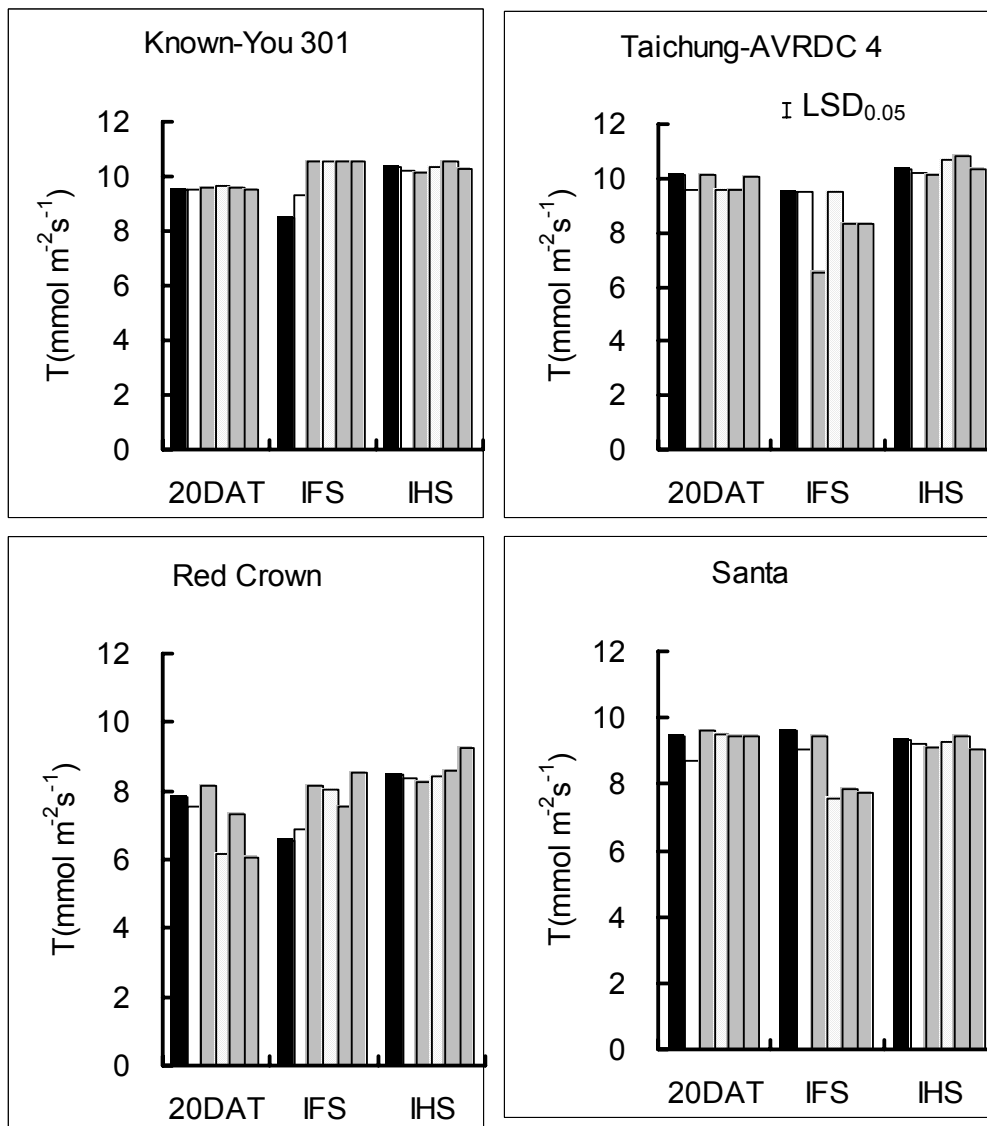 Known-You 301
T(mmol m⁻²s⁻¹)
12
10
8
6
4
2
0
20DAT IFS IHS
Taichung-AVRDC 4
LSD₀.₀₅
T(mmol m⁻²s⁻¹)
12
10
8
6
4
2
0
20DAT IFS IHS
Red Crown
T(mmol m⁻²s⁻¹)
12
10
8
6
4
2
0
20DAT IFS IHS
Santa
T(mmol m⁻²s⁻¹)
12
10
8
6
4
2
0
20DAT IFS IHS